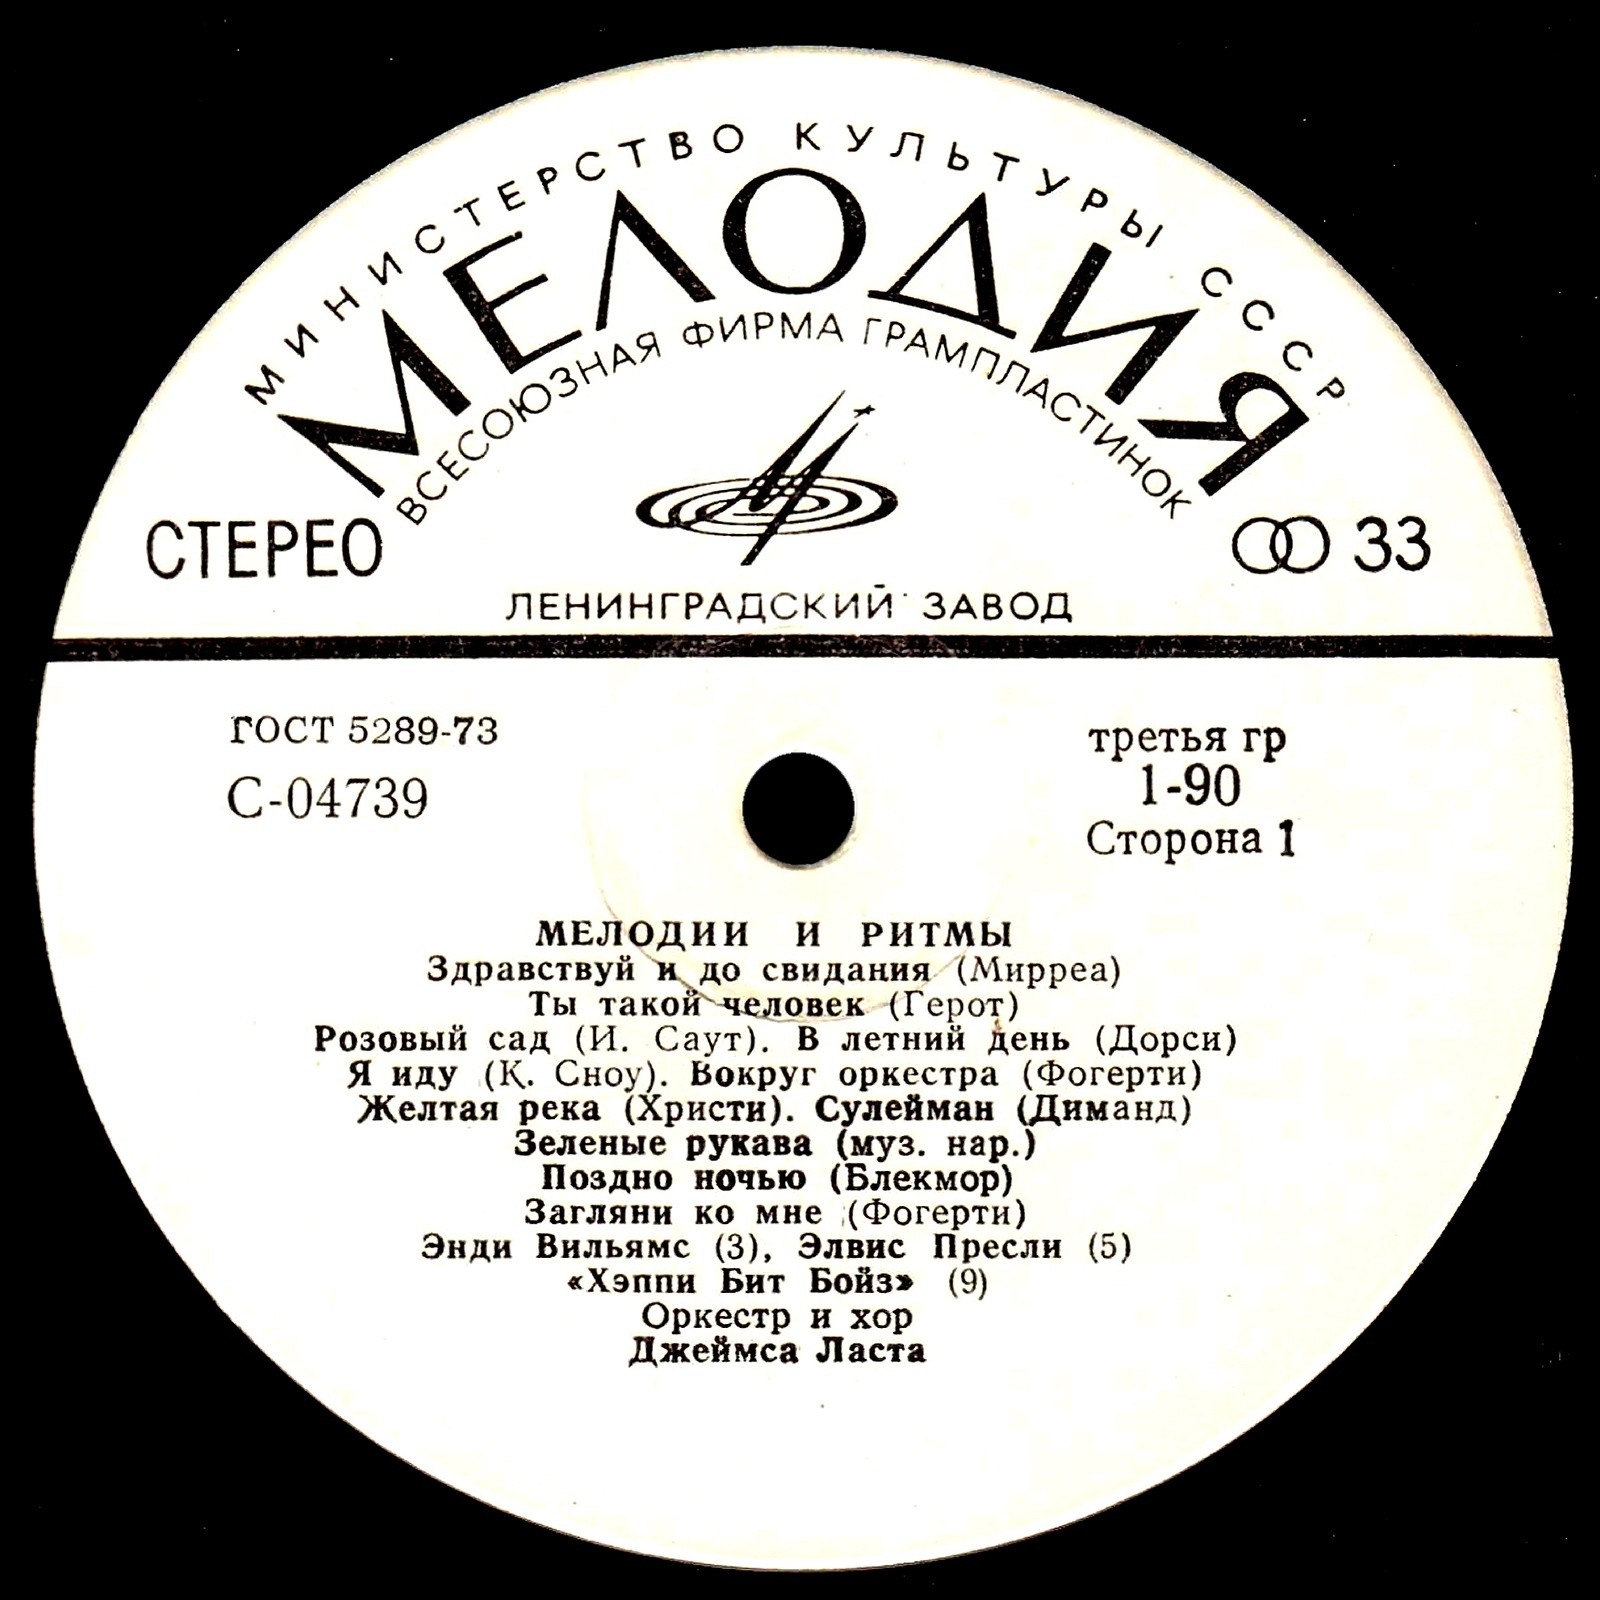 МИНИСТЕРСТВО КУЛЬТУРЫ СССР
МЕЛОДИЯ
ВСЕСОЮЗНАЯ ФИРМА ГРАМПЛАСТИНОК
СТЕРЕО
33
ЛЕНИНГРАДСКИЙ ЗАВОД
ГОСТ 5289-73
С-04739
третья гр
1-90
Сторона 1
МЕЛОДИИ И РИТМЫ
Здравствуй и до свидания (Мирреа)
Ты такой человек (Герот)
Розовый сад (И. Саут). В летний день (Дорси)
Я иду (К. Сноу). Вокруг оркестра (Фогерти)
Желтая река (Христи). Сулейман (Диманд)
Зеленые рукава (муз. нар.)
Поздно ночью (Блекмор)
Загляни ко мне (Фогерти)
Энди Вильямс (3), Элвис Пресли (5)
«Хэппи Бит Бойз» (9)
Оркестр и хор
Джеймса Ласта